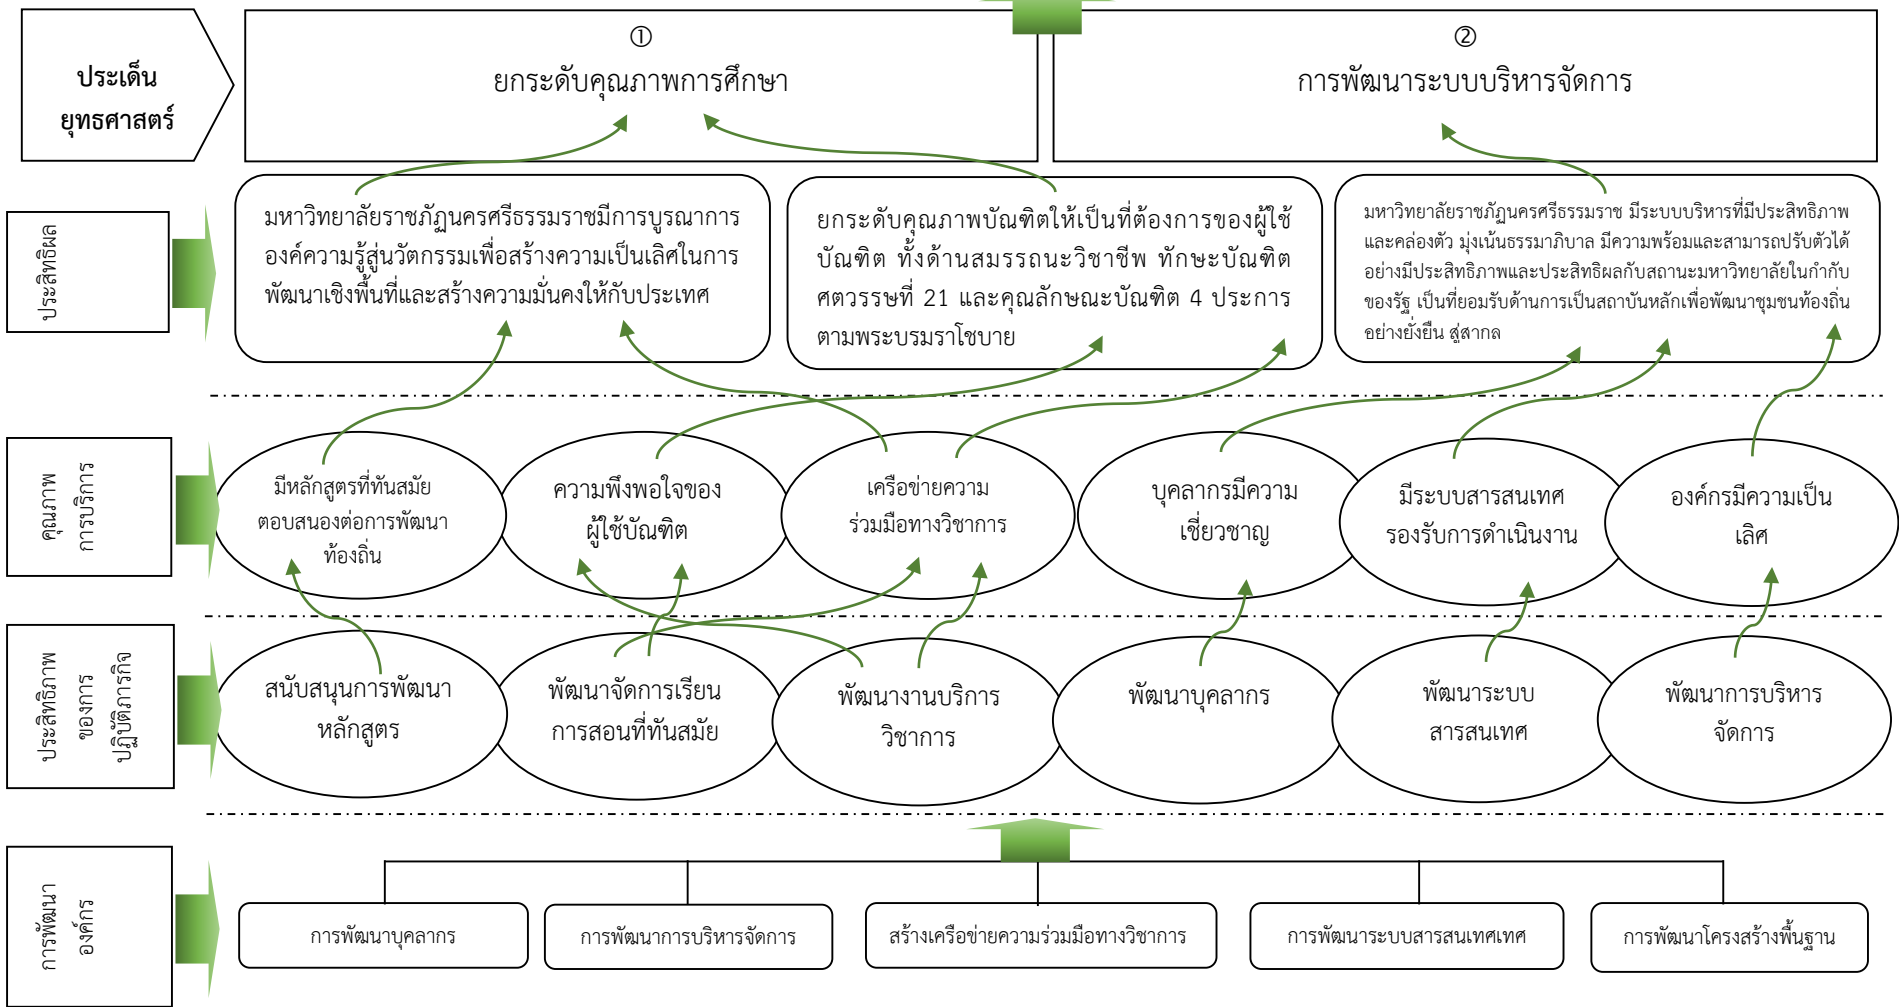 ประเด็น
ยุทธศาสตร์
①
ยกระดับคุณภาพการศึกษา
②
การพัฒนาระบบบริหารจัดการ
ประสิทธิผล
มหาวิทยาลัยราชภัฏนครศรีธรรมราชมีการบูรณาการ
องค์ความรู้สู่นวัตกรรมเพื่อสร้างความเป็นเลิศในการ
พัฒนาเชิงพื้นที่และสร้างความมั่นคงให้กับประเทศ
ยกระดับคุณภาพบัณฑิตให้เป็นที่ต้องการของผู้ใช้
บัณฑิต ทั้งด้านสมรรถนะวิชาชีพ ทักษะบัณฑิต
ศตวรรษที่ 21 และคุณลักษณะบัณฑิต 4 ประการ
ตามพระบรมราโชบาย
มหาวิทยาลัยราชภัฏนครศรีธรรมราช มีระบบบริหารที่มีประสิทธิภาพ
และคล่องตัว มุ่งเน้นธรรมาภิบาล มีความพร้อมและสามารถปรับตัวได้
อย่างมีประสิทธิภาพและประสิทธิผลกับสถานะมหาวิทยาลัยในกำกับ
ของรัฐ เป็นที่ยอมรับด้านการเป็นสถาบันหลักเพื่อพัฒนาชุมชนท้องถิ่น
อย่างยั่งยืน สู่สากล
คุณภาพ
การบริการ
มีหลักสูตรที่ทันสมัย
ตอบสนองต่อการพัฒนา
ท้องถิ่น
ความพึงพอใจของ
ผู้ใช้บัณฑิต
เครือข่ายความ
ร่วมมือทางวิชาการ
บุคลากรมีความ
เชี่ยวชาญ
มีระบบสารสนเทศ
รองรับการดำเนินงาน
องค์กรมีความเป็น
เลิศ
ประสิทธิภาพ
ของการ
ปฏิบัติภารกิจ
สนับสนุนการพัฒนา
หลักสูตร
พัฒนาจัดการเรียน
การสอนที่ทันสมัย
พัฒนางานบริการ
วิชาการ
พัฒนาบุคลากร
พัฒนาระบบ
สารสนเทศ
พัฒนาการบริหาร
จัดการ
การพัฒนา
องค์กร
การพัฒนาบุคลากร
การพัฒนาการบริหารจัดการ
สร้างเครือข่ายความร่วมมือทางวิชาการ
การพัฒนาระบบสารสนเทศเทศ
การพัฒนาโครงสร้างพื้นฐาน